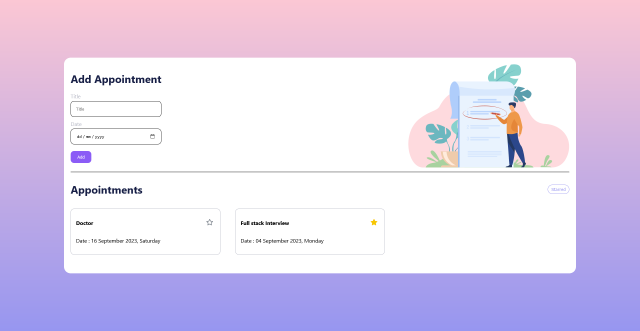 Add Appointment
Title
Title
Date
dd / mm / yyyy
Add
Appointments
Starred
Doctor
Date : 16 September 2023, Saturday
Full stack Interview
Date : 04 September 2023, Monday